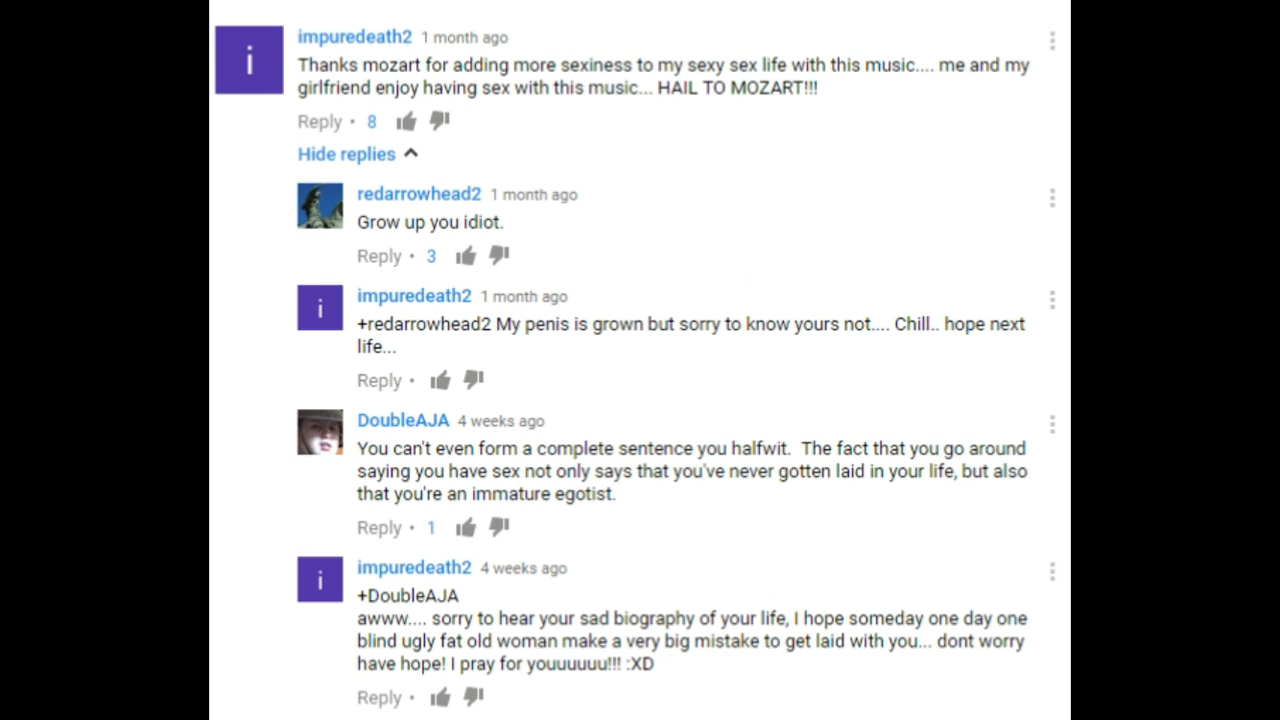 i
impuredeath2 1 month ago
Thanks mozart for adding more sexiness to my sexy sex life with this music.... me and my
girlfriend enjoy having sex with this music... HAIL TO MOZART!!!
Reply • 8
Hide replies
redarrowhead2 1 month ago
Grow up you idiot.
Reply • 3
i
impuredeath2 1 month ago
+redarrowhead2 My penis is grown but sorry to know yours not.... Chill.. hope next
life...
Reply •
DoubleAJA 4 weeks ago
You can't even form a complete sentence you halfwit.  The fact that you go around
saying you have sex not only says that you've never gotten laid in your life, but also
that you're an immature egotist.
Reply • 1
i
impuredeath2 4 weeks ago
+DoubleAJA
awww.... sorry to hear your sad biography of your life, I hope someday one day one
blind ugly fat old woman make a very big mistake to get laid with you... dont worry
have hope! I pray for youuuuuu!!! :XD
Reply •